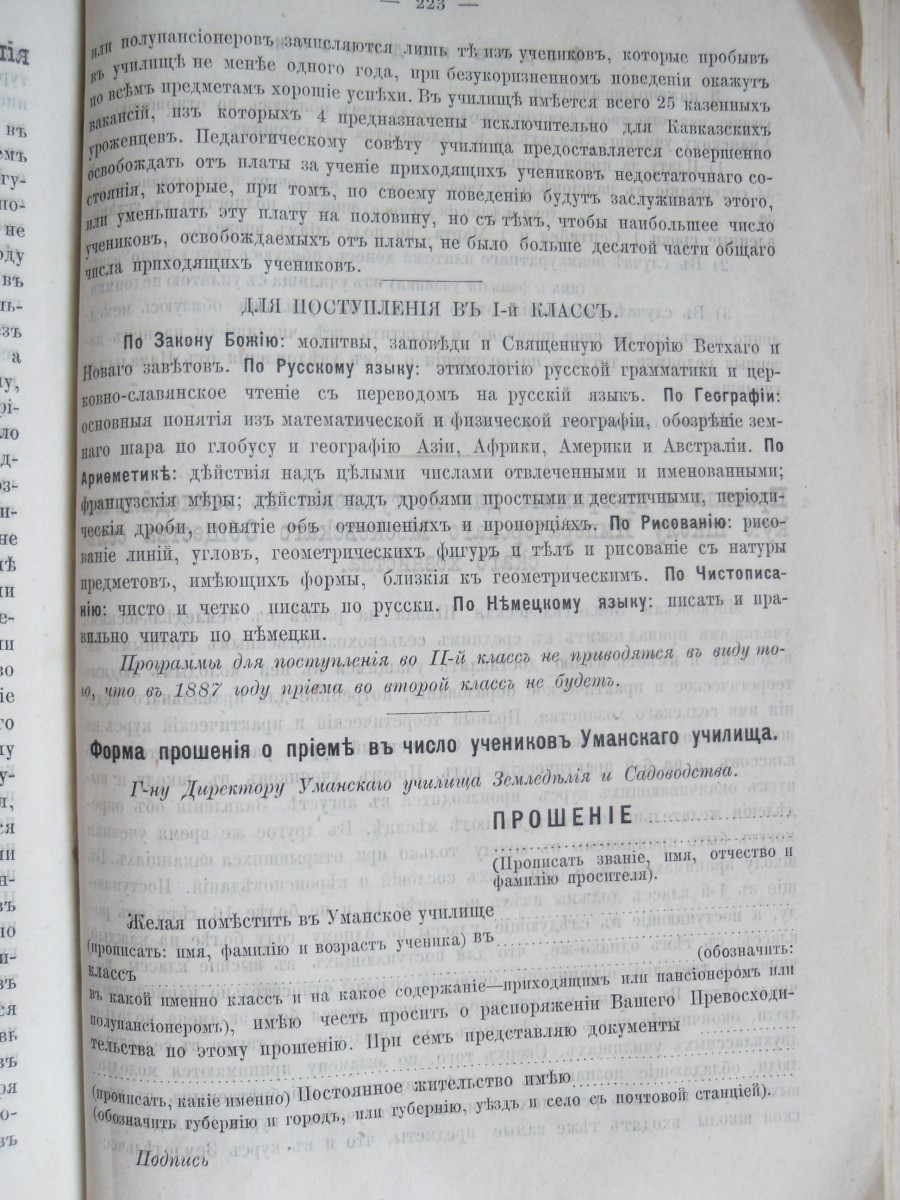 — 223 —
или полупансіонеровъ зачисляются лишь тѣ изъ учениковъ, которые пробывъ
въ училищѣ не менѣе одного года, при безукоризненномъ поведеніи окажутъ
по всѣмъ предметамъ хорошіе успѣхи. Въ училищѣ имѣется всего 25 казенныхъ
вакансій, изъ которыхъ 4 предназначены исключительно для Кавказскихъ
уроженцевъ. Педагогическому совѣту училища предоставляется совершенно
освобождать отъ платы за ученіе приходящихъ учениковъ недостаточнаго со-
стоянія, которые, при томъ, по своему поведенію будутъ заслуживать этого,
или уменьшать эту плату на половину, но съ тѣмъ, чтобы наибольшее число
учениковъ, освобождаемыхъ отъ платы, не было больше десятой части общаго
числа приходящихъ учениковъ.
ДЛЯ ПОСТУПЛЕНІЯ ВЪ I-й КЛАССЪ.
По Закону Божію: молитвы, заповѣди и Священную Исторію Ветхаго и
Новаго завѣтовъ. По Русскому языку: этимологію русской грамматики и цер-
ковно-славянское чтеніе съ переводомъ на русскій языкъ. По Географіи:
основныя понятія изъ математической и физической географіи, обозрѣніе зем-
наго шара по глобусу и географію Азіи, Африки, Америки и Австраліи. По
Ариѳметикѣ: дѣйствія надъ цѣлыми числами отвлеченными и именованными;
французскія мѣры; дѣйствія надъ дробями простыми и десятичными, періоди-
ческія дроби, понятіе объ отношеніяхъ и пропорціяхъ. По Рисованію: рисо-
ваніе линій, угловъ, геометрическихъ фигуръ и тѣлъ и рисованіе съ натуры
предметовъ, имѣющихъ формы, близкія къ геометрическимъ. По Чистописа-
нію: чисто и четко писать по русски. По Нѣмецкому языку: писать и пра-
вильно читать по нѣмецки.
Программы для поступленія во II-й классъ не приводятся въ виду то-
го, что въ 1887 году пріема во второй классъ не будетъ.
Форма прошенія о пріемѣ въ число учениковъ Уманскаго училища.
Г-ну Директору Уманскаго училища Земледѣлія и Садоводства.
ПРОШЕНІЕ
(Прописать званіе, имя, отчество и
фамилію просителя).
Желая помѣстить въ Уманское училище
(прописать: имя, фамилію и возрастъ ученика) въ
классъ (обозначить:
въ какой именно классъ и на какое содержаніе—приходящимъ или пансіонеромъ или
полупансіонеромъ), имѣю честь просить о распоряженіи Вашего Превосходи-
тельства по этому прошенію. При семъ представляю документы
(прописать, какіе именно) Постоянное жительство имѣю
(обозначить губернію и городъ, или губернію, уѣздъ и село съ почтовой станціей).
Подпись